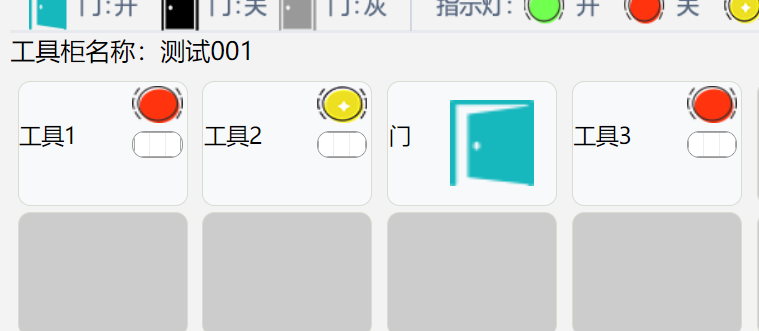 门:开 门:关 门:灰 指示灯: 开 关
工具柜名称：测试001
工具1 工具2 门 工具3